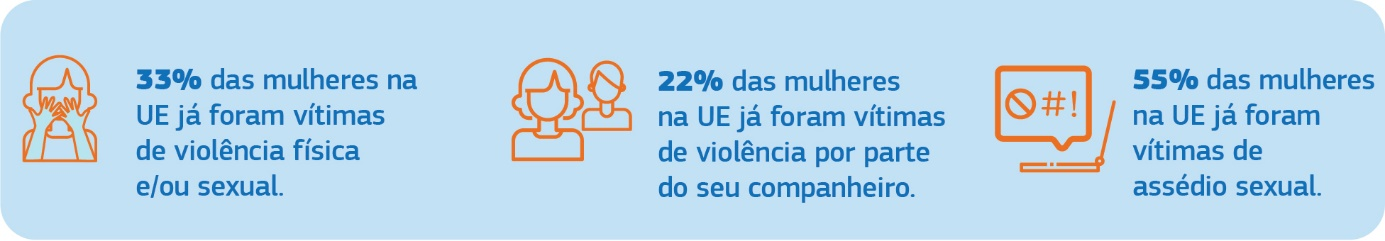 33% das mulheres na
UE já foram vítimas
de violência física
e/ou sexual.
22% das mulheres
na UE já foram vítimas
de violência por parte
do seu companheiro.
#!
55% das mulheres
na UE já foram
vítimas de
assédio sexual.